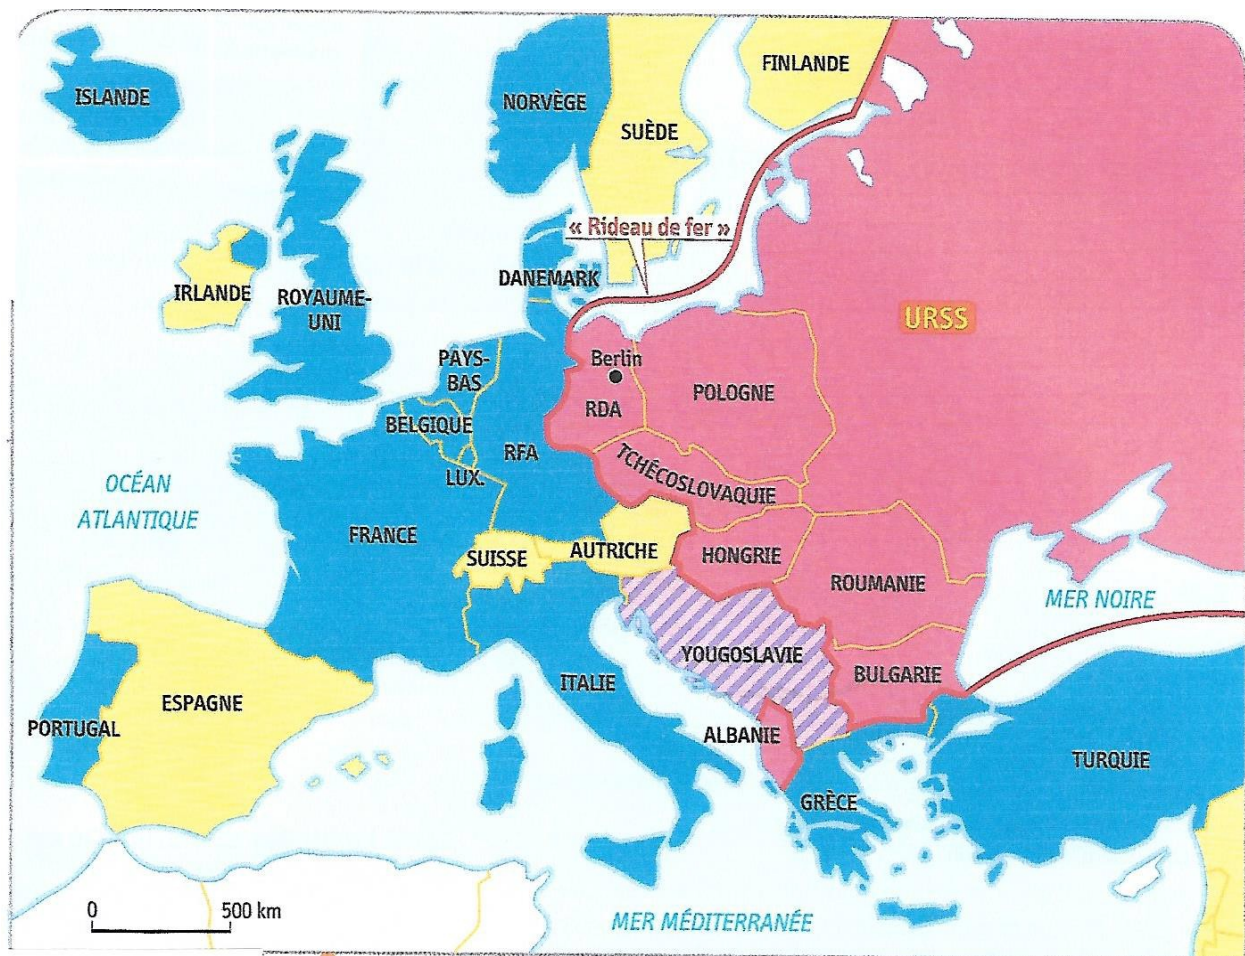 ISLANDE
NORVÈGE
FINLANDE
SUÈDE
« Rideau de fer »
DANEMARK
IRLANDE
ROYAUME-
UNI
URSS
PAYS-
BAS
Berlin
RDA
POLOGNE
BELGIQUE
RFA
LUX.
TCHÉCOSLOVAQUIE
OCÉAN
ATLANTIQUE
FRANCE
SUISSE
AUTRICHE
HONGRIE
ROUMANIE
MER NOIRE
YOUGOSLAVIE
BULGARIE
ITALIE
ESPAGNE
PORTUGAL
ALBANIE
TURQUIE
GRÈCE
0 500 km
MER MÉDITERRANÉE